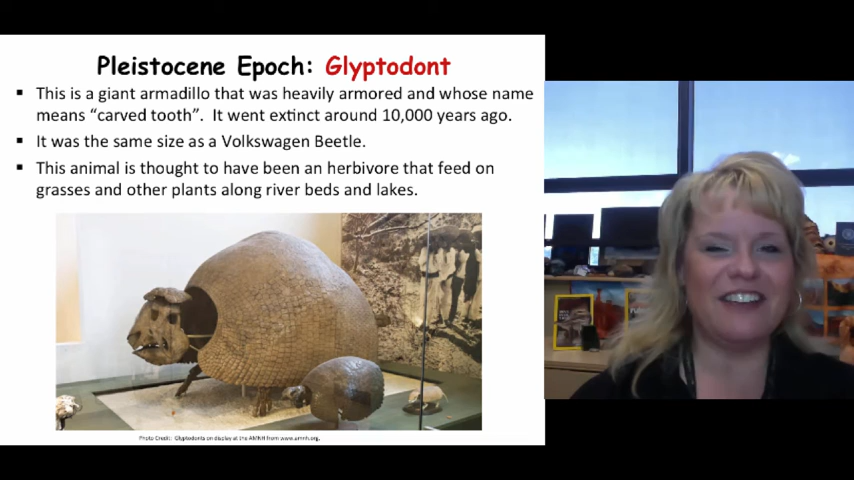 Pleistocene Epoch: Glyptodont
▪ This is a giant armadillo that was heavily armored and whose name
means “carved tooth”. It went extinct around 10,000 years ago.
▪ It was the same size as a Volkswagen Beetle.
▪ This animal is thought to have been an herbivore that feed on
grasses and other plants along river beds and lakes.
Photo Credit: Glyptodonts on display at the AMNH from www.amnh.org.